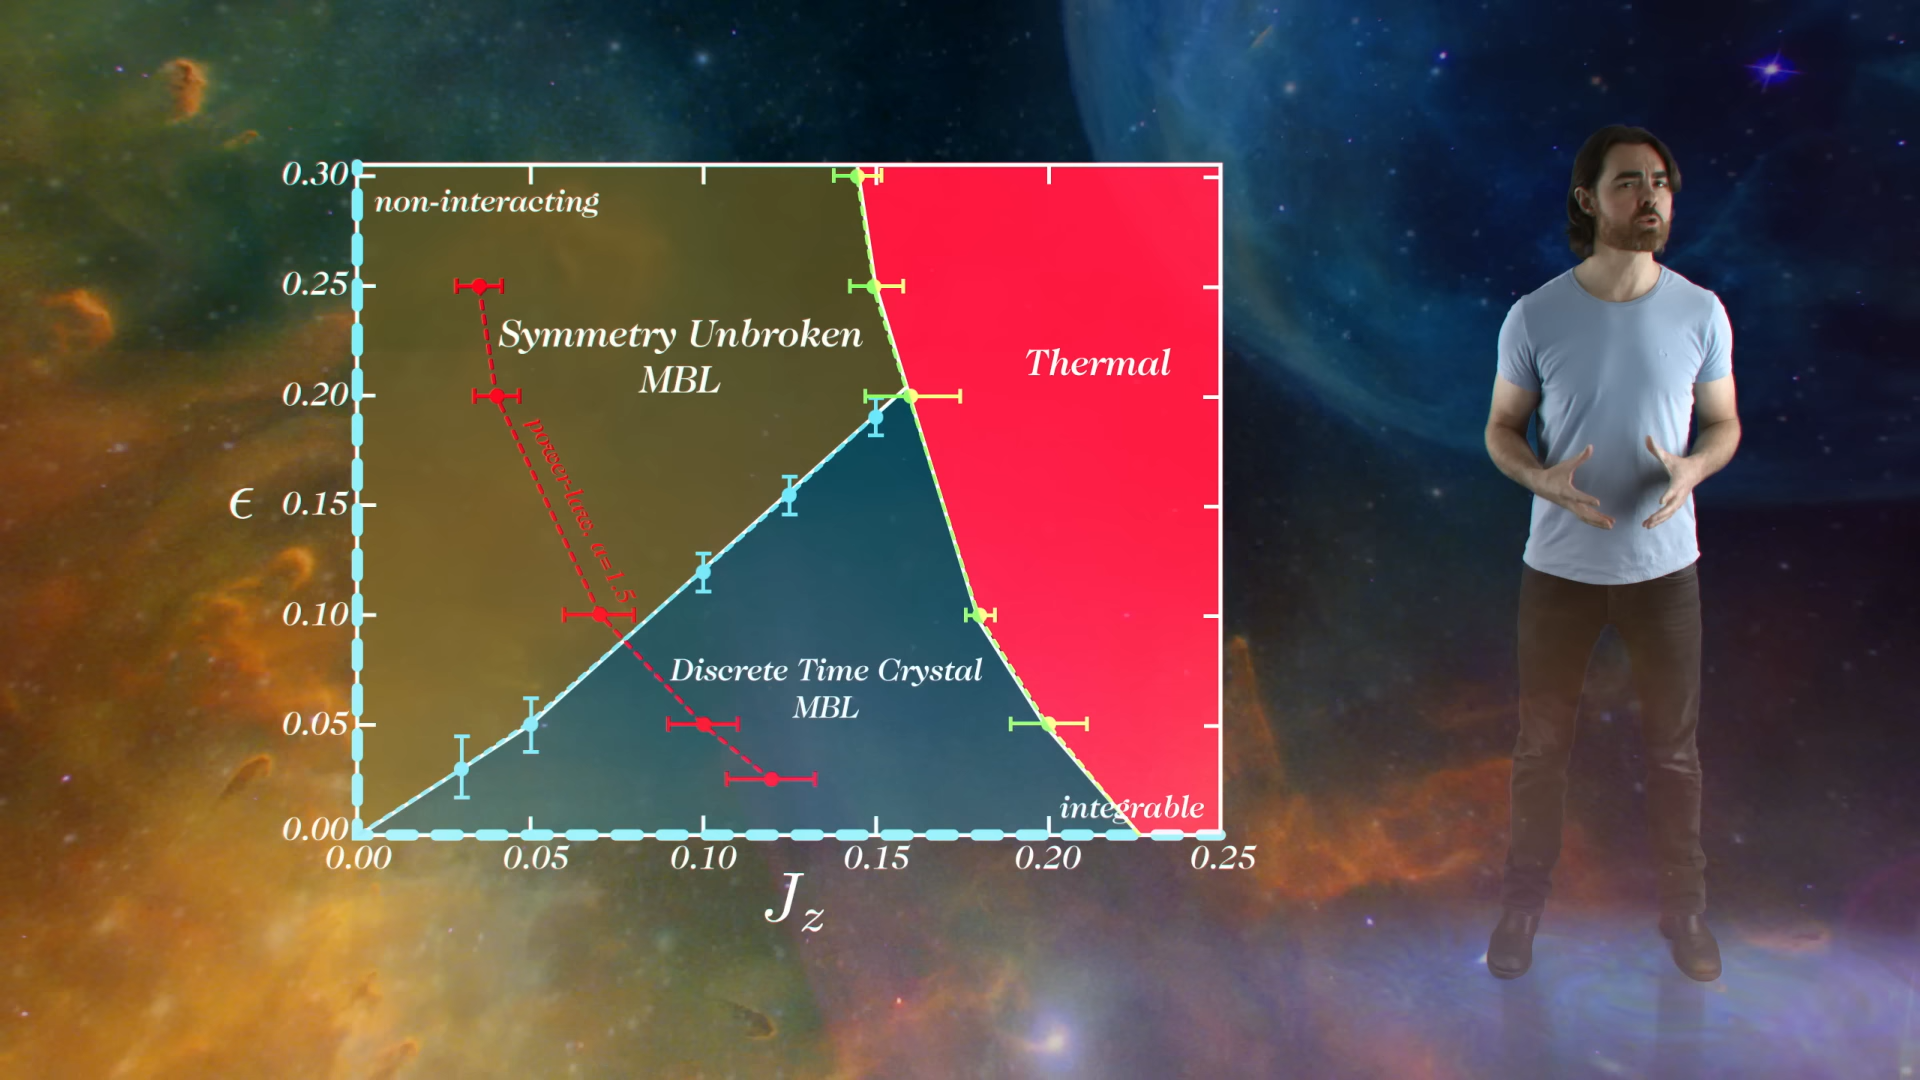 0.30
non-interacting
0.25
Symmetry Unbroken
MBL
Thermal
0.20
power-law, α=1.5
ϵ
0.15
0.10
Discrete Time Crystal
MBL
0.05
integrable
0.00
0.00 0.05 0.10 0.15 0.20 0.25
J_z